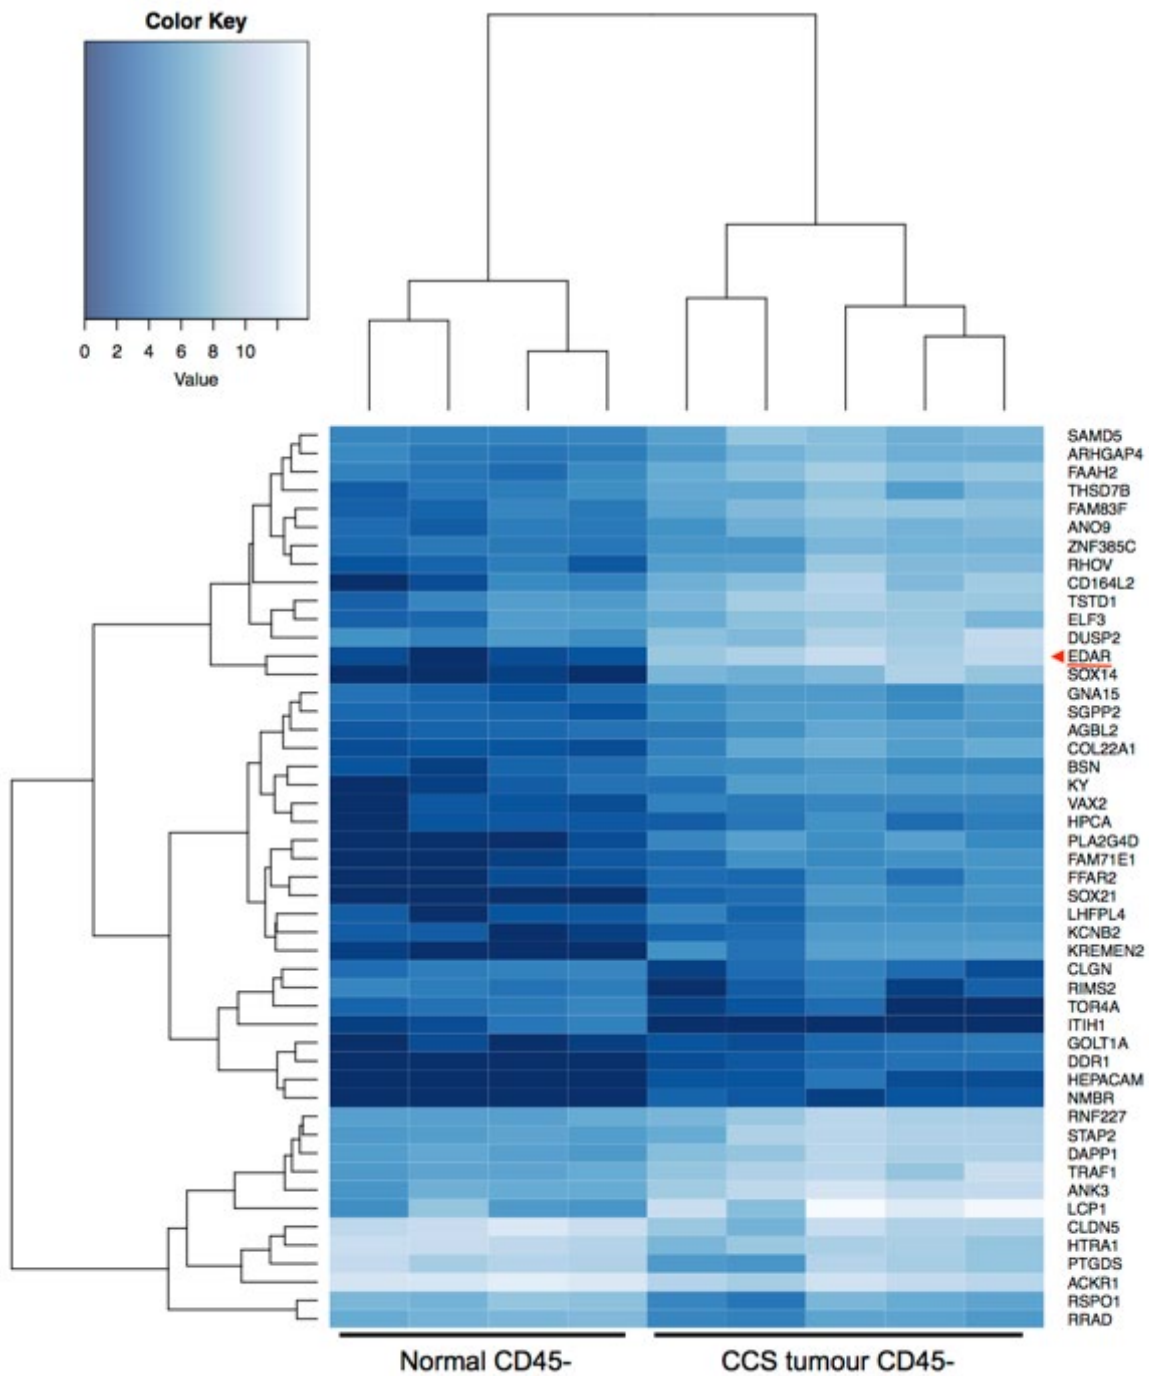 Color Key
0 2 4 6 8 10
Value
SAMD5
ARHGAP4
FAAH2
THSD7B
FAM83F
ANO9
ZNF385C
RHOV
CD164L2
TSTD1
ELF3
DUSP2
EDAR
SOX14
GNA15
SGPP2
AGBL2
COL22A1
BSN
KY
VAX2
HPCA
PLA2G4D
FAM71E1
FFAR2
SOX21
LHFPL4
KCNB2
KREMEN2
CLGN
RIMS2
TOR4A
ITIH1
GOLT1A
DDR1
HEPACAM
NMBR
RNF227
STAP2
DAPP1
TRAF1
ANK3
LCP1
CLDN5
HTRA1
PTGDS
ACKR1
RSPO1
RRAD
Normal CD45- CCS tumour CD45-